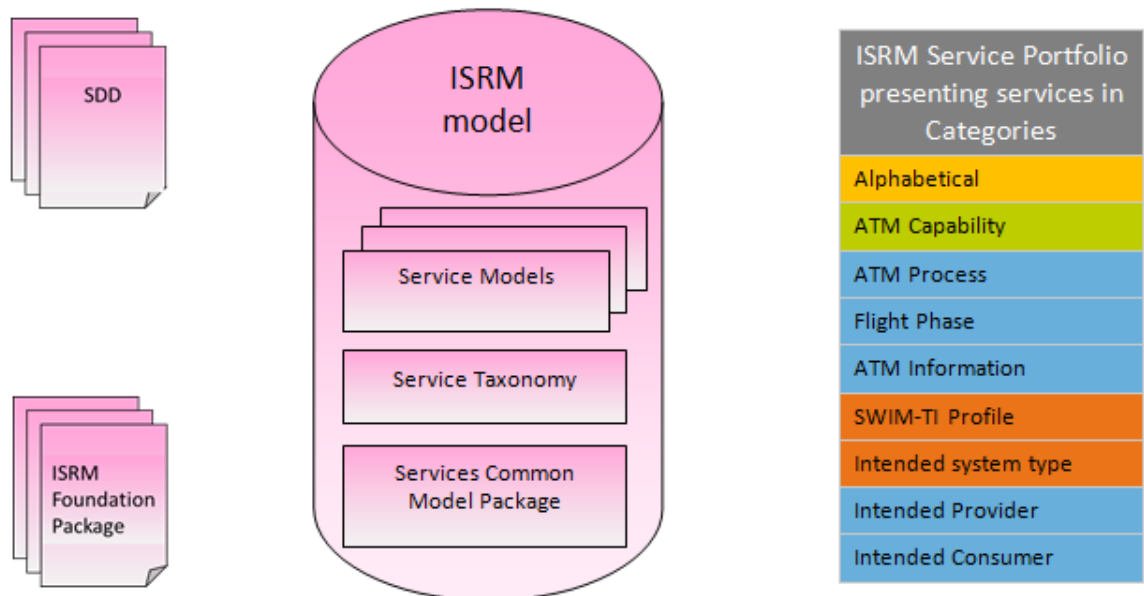 SDD
ISRM
Foundation
Package
ISRM
model
Service Models
Service Taxonomy
Services Common
Model Package
ISRM Service Portfolio
presenting services in
Categories
Alphabetical
ATM Capability
ATM Process
Flight Phase
ATM Information
SWIM-TI Profile
Intended system type
Intended Provider
Intended Consumer